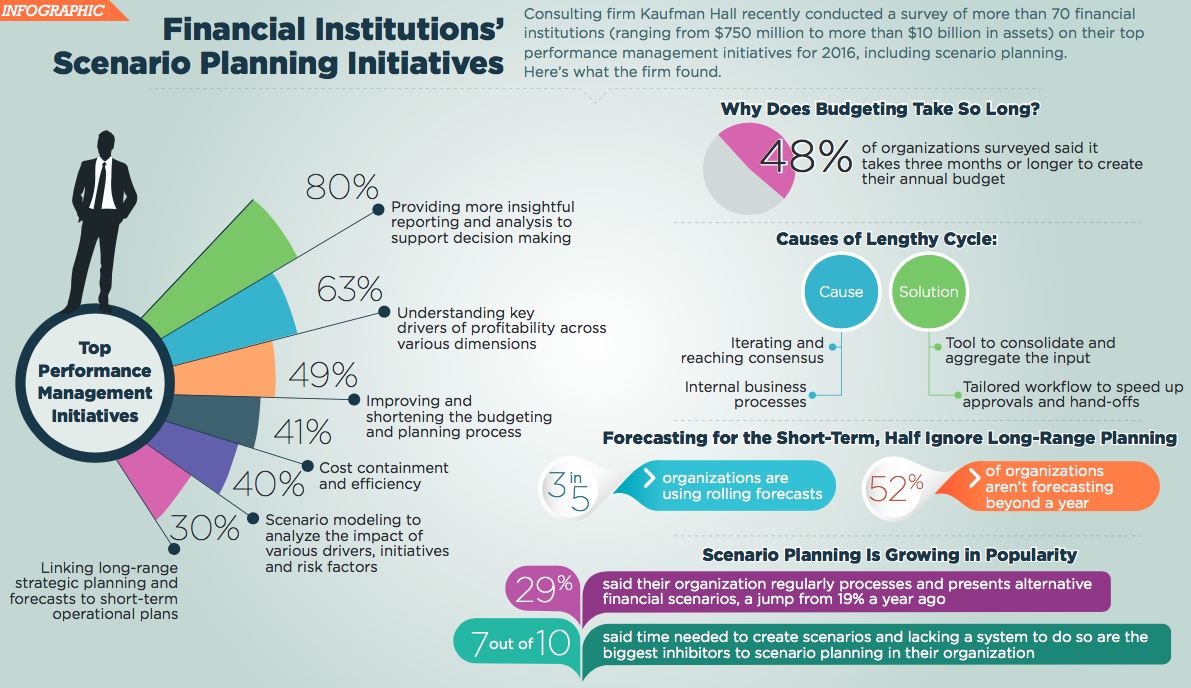 INFOGRAPHIC
Financial Institutions’
Scenario Planning Initiatives
Consulting firm Kaufman Hall recently conducted a survey of more than 70 financial
institutions (ranging from $750 million to more than $10 billion in assets) on their top
performance management initiatives for 2016, including scenario planning.
Here’s what the firm found.
Top
Performance
Management
Initiatives
80%
Providing more insightful
reporting and analysis to
support decision making
63%
Understanding key
drivers of profitability across
various dimensions
49%
Improving and
shortening the budgeting
and planning process
41%
Cost containment
and efficiency
40%
Scenario modeling to
analyze the impact of
various drivers, initiatives
and risk factors
30%
Linking long-range
strategic planning and
forecasts to short-term
operational plans
Why Does Budgeting Take So Long?
48%
of organizations surveyed said it
takes three months or longer to create
their annual budget
Causes of Lengthy Cycle:
Cause
Solution
Iterating and
reaching consensus
Internal business
processes
Tool to consolidate and
aggregate the input
Tailored workflow to speed up
approvals and hand-offs
Forecasting for the Short-Term, Half Ignore Long-Range Planning
3 in 5
organizations are
using rolling forecasts
52%
of organizations
aren’t forecasting
beyond a year
Scenario Planning Is Growing in Popularity
29%
said their organization regularly processes and presents alternative
financial scenarios, a jump from 19% a year ago
7 out of 10
said time needed to create scenarios and lacking a system to do so are the
biggest inhibitors to scenario planning in their organization